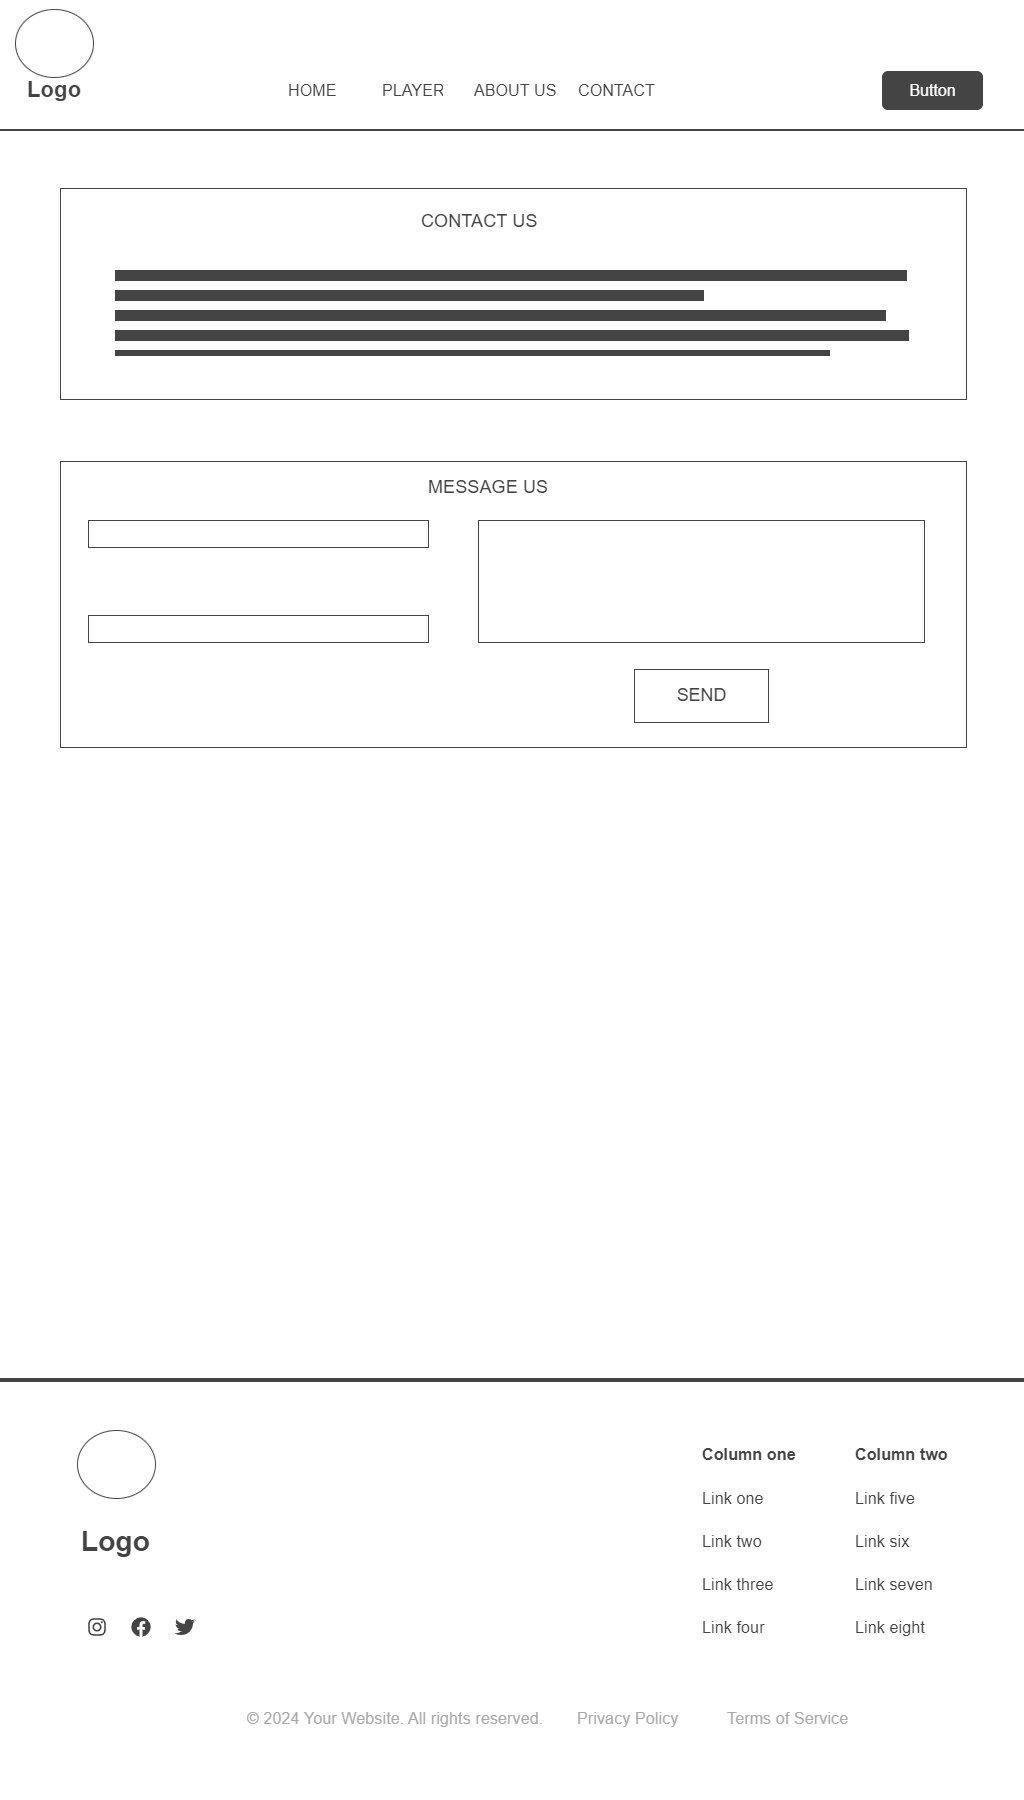 Logo
HOME PLAYER ABOUT US CONTACT
Button
CONTACT US
MESSAGE US
SEND
Logo
Column one
Link one
Link two
Link three
Link four
Column two
Link five
Link six
Link seven
Link eight
© 2024 Your Website. All rights reserved. Privacy Policy Terms of Service